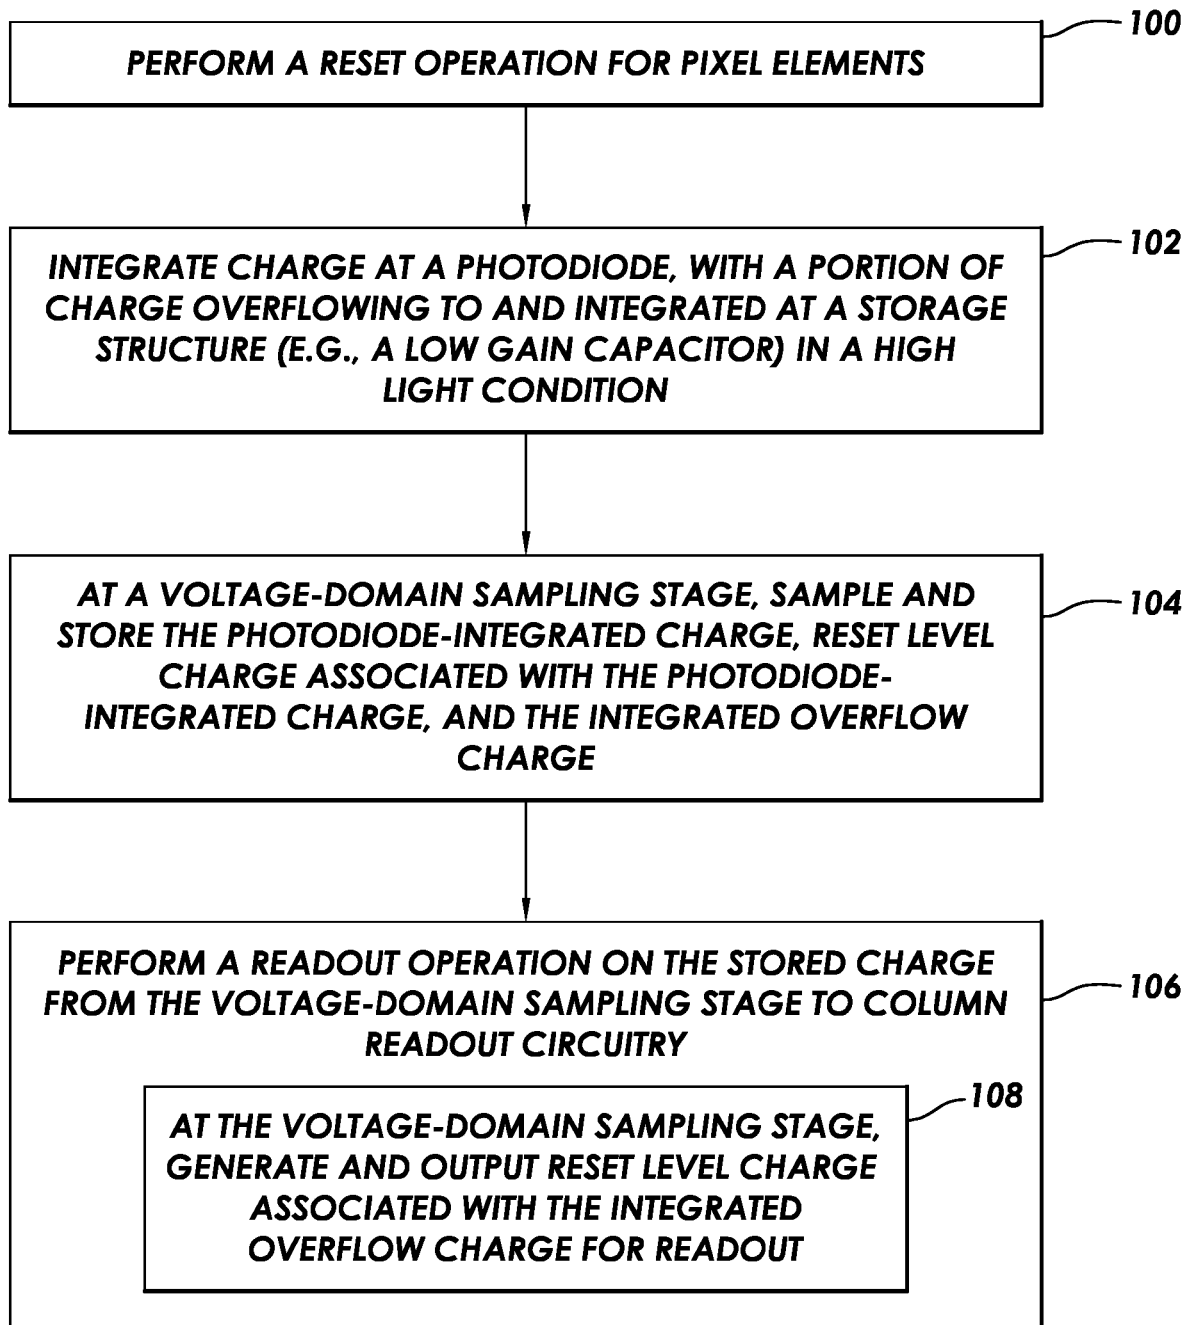 100
PERFORM A RESET OPERATION FOR PIXEL ELEMENTS
102
INTEGRATE CHARGE AT A PHOTODIODE, WITH A PORTION OF
CHARGE OVERFLOWING TO AND INTEGRATED AT A STORAGE
STRUCTURE (E.G., A LOW GAIN CAPACITOR) IN A HIGH
LIGHT CONDITION
104
AT A VOLTAGE-DOMAIN SAMPLING STAGE, SAMPLE AND
STORE THE PHOTODIODE-INTEGRATED CHARGE, RESET LEVEL
CHARGE ASSOCIATED WITH THE PHOTODIODE-
INTEGRATED CHARGE, AND THE INTEGRATED OVERFLOW
CHARGE
106
PERFORM A READOUT OPERATION ON THE STORED CHARGE
FROM THE VOLTAGE-DOMAIN SAMPLING STAGE TO COLUMN
READOUT CIRCUITRY
108
AT THE VOLTAGE-DOMAIN SAMPLING STAGE,
GENERATE AND OUTPUT RESET LEVEL CHARGE
ASSOCIATED WITH THE INTEGRATED
OVERFLOW CHARGE FOR READOUT